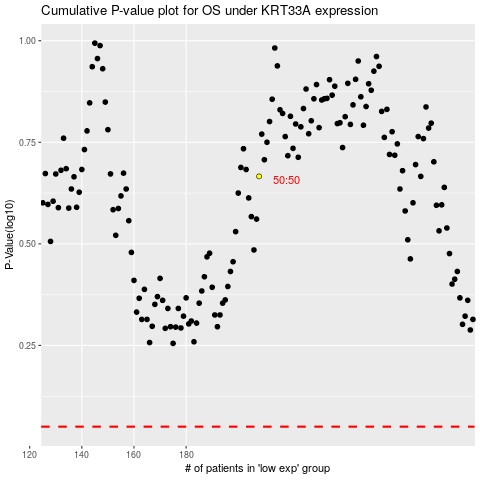 Cumulative P-value plot for OS under KRT33A expression
1.00
0.75
0.50
0.25
P-Value(log10)
50:50
120 140 160 180
# of patients in 'low exp' group